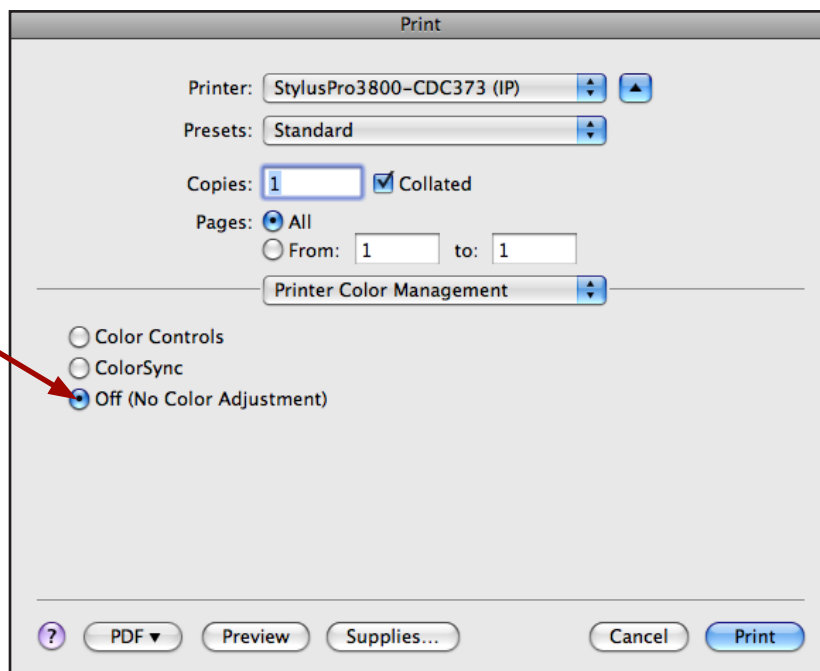 Print
Printer: StylusPro3800-CDC373 (IP)
Presets: Standard
Copies: 1 Collated
Pages: All
From: 1 to: 1
Printer Color Management
Color Controls
ColorSync
Off (No Color Adjustment)
? PDF ▼ Preview Supplies... Cancel Print